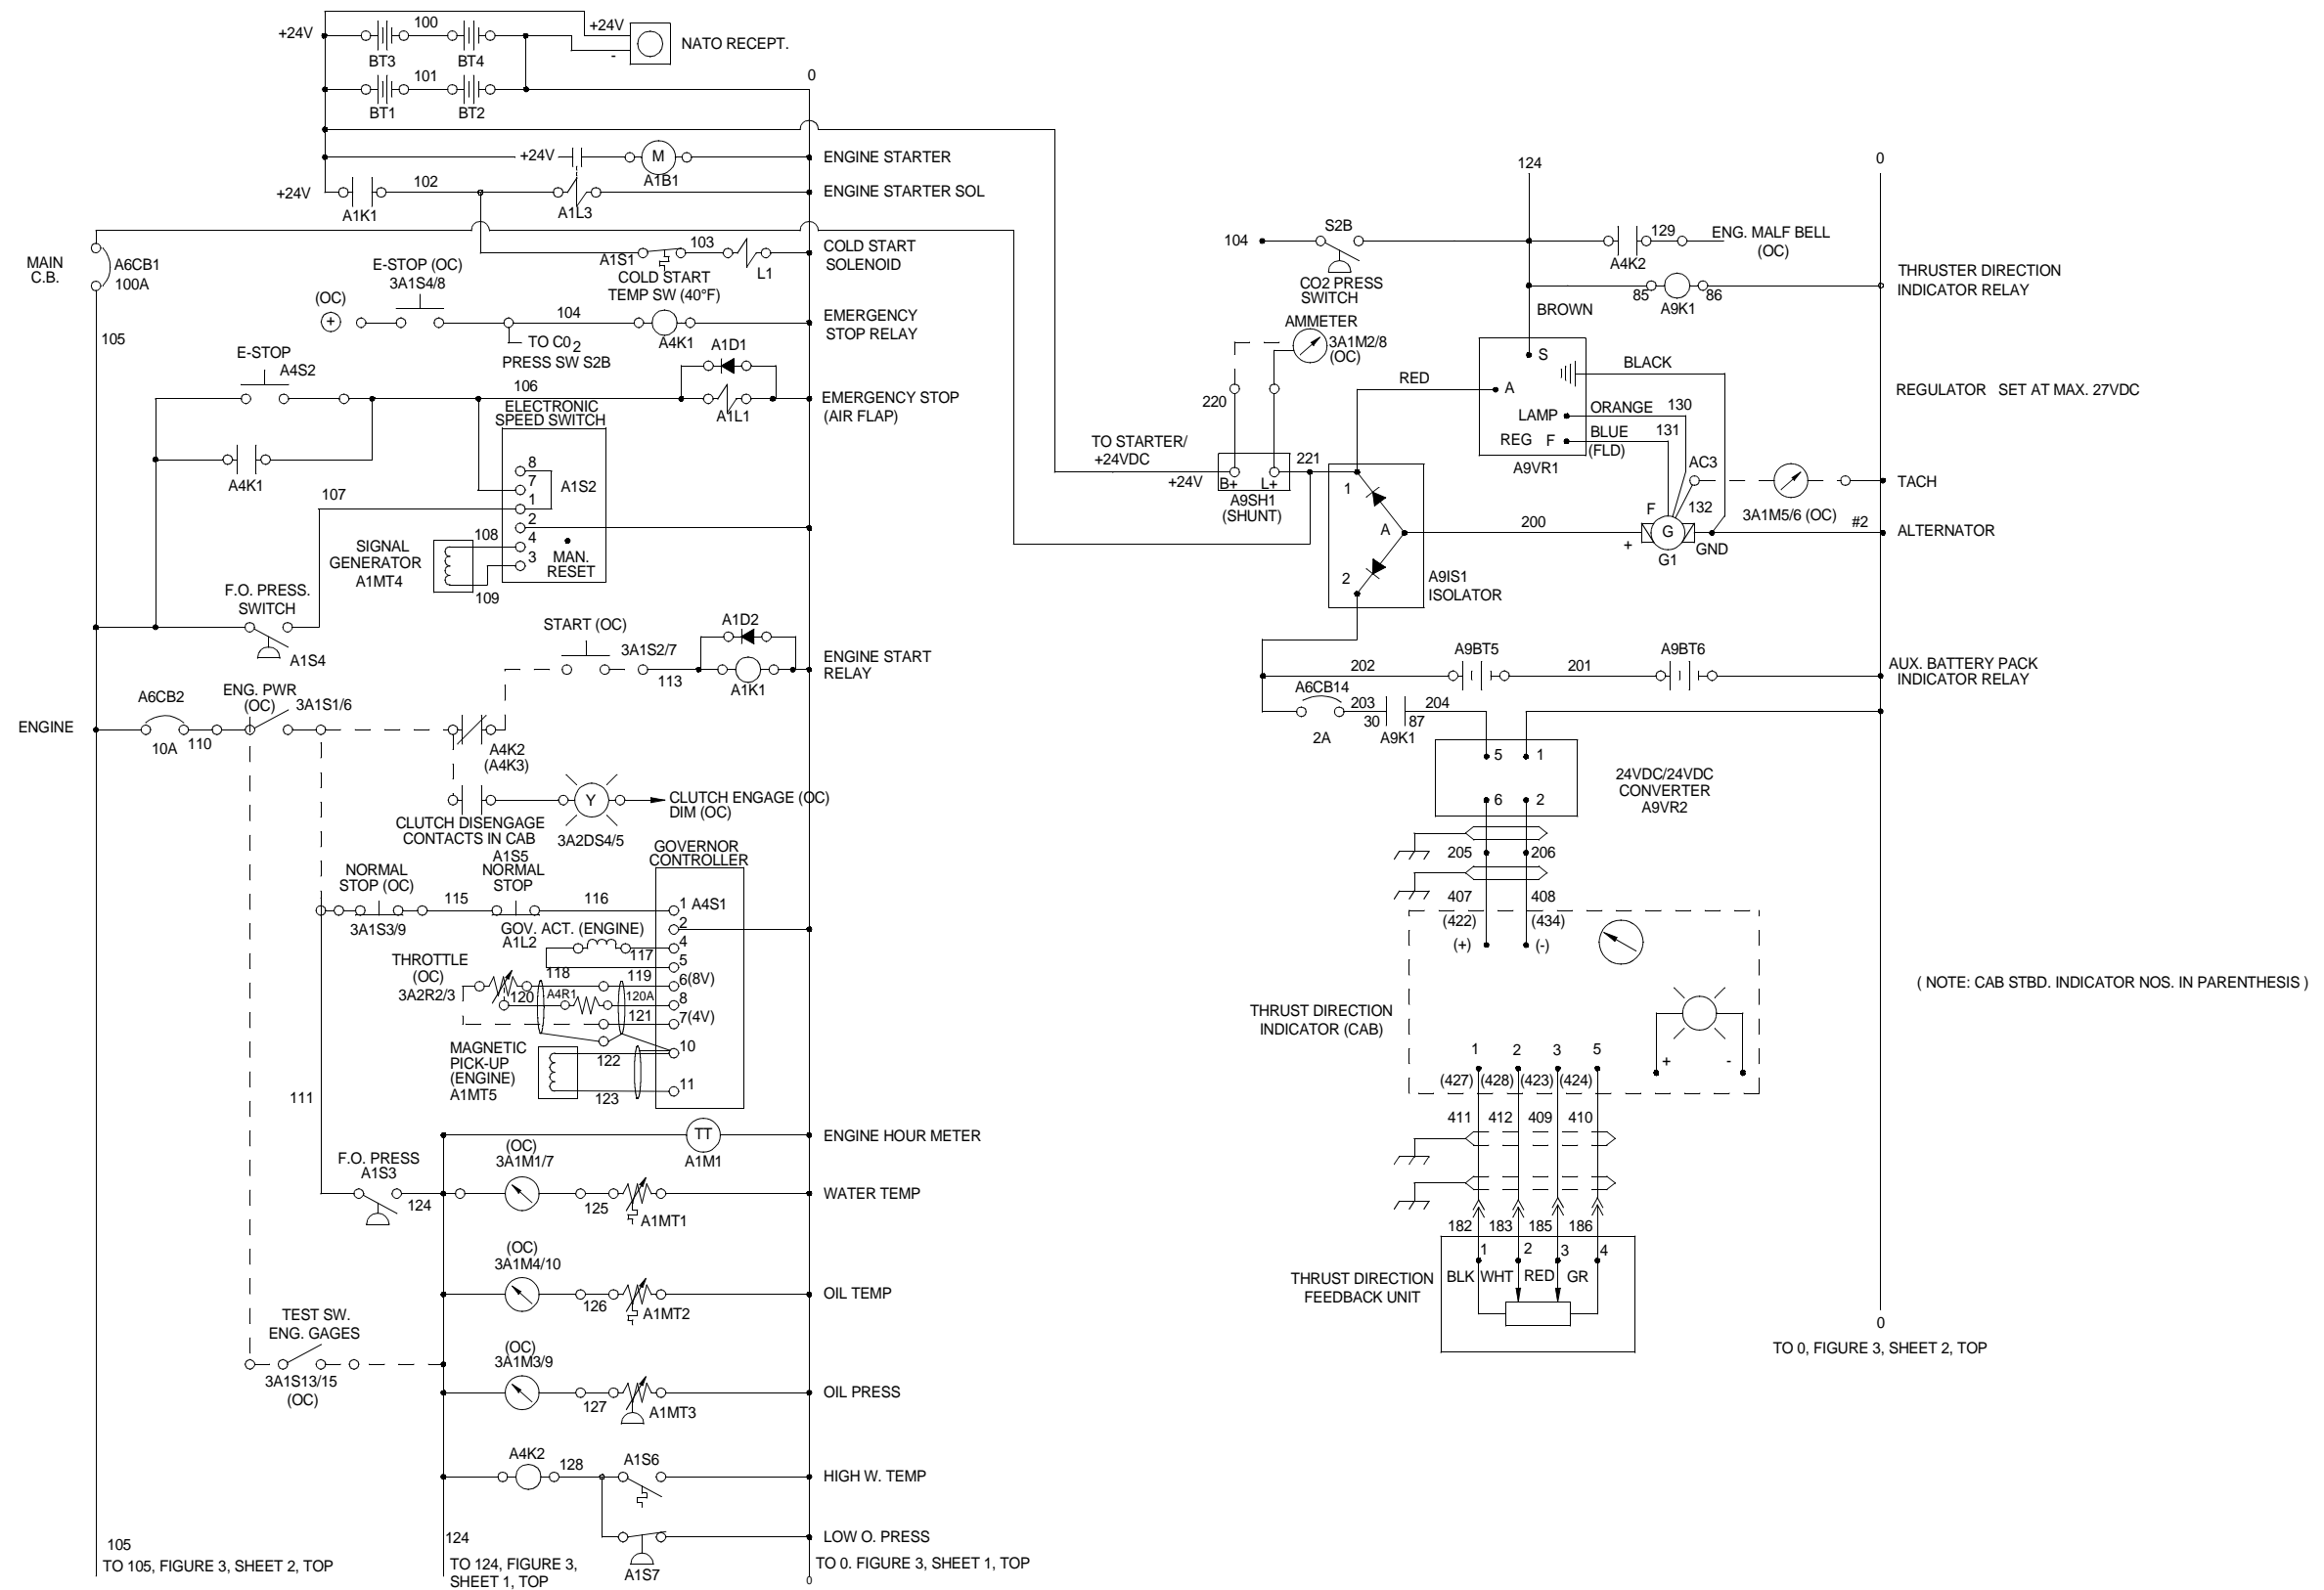 +24V
100
BT3
BT4
+24V
-
NATO RECEPT.
101
BT1
BT2
0
+24V
M
A1B1
ENGINE STARTER
+24V
A1K1
102
A1L3
ENGINE STARTER SOL
MAIN
C.B.
A6CB1
100A
105
A1S1
103
L1
COLD START
TEMP SW (40°F)
COLD START
SOLENOID
E-STOP (OC)
3A1S4/8
(OC)
+
104
TO C02
PRESS SW S2B
A4K1
EMERGENCY
STOP RELAY
E-STOP
A4S2
A1D1
106
A1L1
EMERGENCY STOP
(AIR FLAP)
A4K1
ELECTRONIC
SPEED SWITCH
8
7
1
2
4
3
A1S2
MAN.
RESET
107
108
109
SIGNAL
GENERATOR
A1MT4
F.O. PRESS.
SWITCH
A1S4
START (OC)
3A1S2/7
113
A1D2
A1K1
ENGINE START
RELAY
ENGINE
A6CB2
10A
110
ENG. PWR
(OC)
3A1S1/6
A4K2
(A4K3)
Y
3A2DS4/5
CLUTCH ENGAGE (OC)
DIM (OC)
CLUTCH DISENGAGE
CONTACTS IN CAB
A1S5
NORMAL
STOP
GOVERNOR
CONTROLLER
NORMAL
STOP (OC)
3A1S3/9
115
116
1 A4S1
2
4
5
6(8V)
8
7(4V)
10
11
GOV. ACT. (ENGINE)
A1L2
117
THROTTLE
(OC)
3A2R2/3
118
119
120
A4R1
120A
121
MAGNETIC
PICK-UP
(ENGINE)
A1MT5
122
123
111
TT
A1M1
ENGINE HOUR METER
F.O. PRESS
A1S3
124
(OC)
3A1M1/7
125
A1MT1
WATER TEMP
(OC)
3A1M4/10
126
A1MT2
OIL TEMP
TEST SW.
ENG. GAGES
3A1S13/15
(OC)
(OC)
3A1M3/9
127
A1MT3
OIL PRESS
A4K2
128
A1S6
HIGH W. TEMP
A1S7
LOW O. PRESS
105
TO 105, FIGURE 3, SHEET 2, TOP
124
TO 124, FIGURE 3,
SHEET 1, TOP
TO 0. FIGURE 3, SHEET 1, TOP
0
124
0
104
S2B
CO2 PRESS
SWITCH
A4K2
129
ENG. MALF BELL
(OC)
85
86
A9K1
THRUSTER DIRECTION
INDICATOR RELAY
BROWN
AMMETER
3A1M2/8
(OC)
220
S
A
LAMP
REG F
A9VR1
RED
BLACK
ORANGE
130
BLUE
131
(FLD)
REGULATOR SET AT MAX. 27VDC
TO STARTER/
+24VDC
+24V
B+
L+
A9SH1
(SHUNT)
221
1
A
2
A9IS1
ISOLATOR
AC3
3A1M5/6 (OC)
TACH
200
F
132
+
G
G1
GND
#2
ALTERNATOR
202
A9BT5
201
A9BT6
AUX. BATTERY PACK
INDICATOR RELAY
A6CB14
2A
203
30
87
A9K1
204
5
1
6
2
24VDC/24VDC
CONVERTER
A9VR2
205
206
407
408
(422)
(434)
(+)
(-)
( NOTE: CAB STBD. INDICATOR NOS. IN PARENTHESIS )
THRUST DIRECTION
INDICATOR (CAB)
+
-
1
2
3
5
(427)
(428)
(423)
(424)
411
412
409
410
182
183
185
186
1
2
3
4
BLK
WHT
RED
GR
THRUST DIRECTION
FEEDBACK UNIT
0
TO 0, FIGURE 3, SHEET 2, TOP